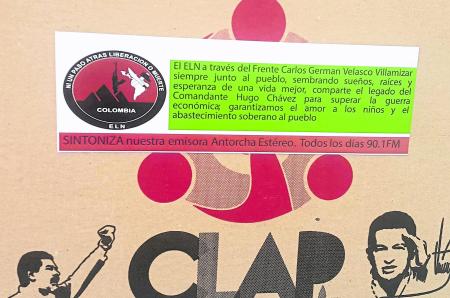 NI UN PASO ATRAS LIBERACION O MUERTE
COLOMBIA
ELN
El ELN a través del Frente Carlos German Velasco Villamizar
siempre junto al pueblo, sembrando sueños, raíces y
esperanza de una vida mejor, comparte el legado del
Comandante Hugo Chávez para superar la guerra
económica; garantizamos el amor a los niños y el
abastecimiento soberano al pueblo
SINTONIZA nuestra emisora Antorcha Estéreo. Todos los días 90.1FM
CLAP